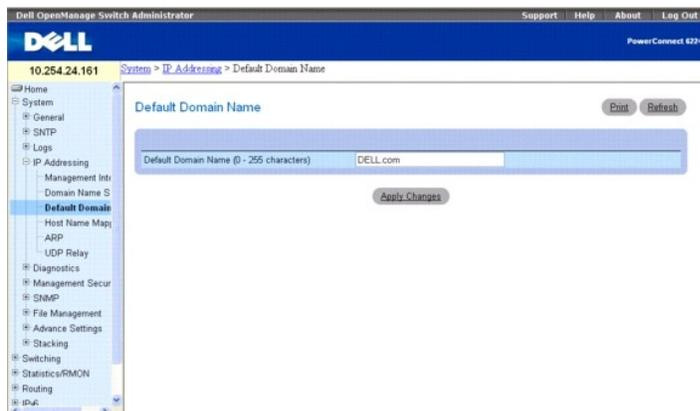 Dell OpenManage Switch Administrator
Support Help About Log Out
DELL
PowerConnect
10.254.24.161
System > IP Addressing > Default Domain Name
Home
System
General
SNTP
Logs
IP Addressing
Management Inte
Domain Name S
Default Domain
Host Name Mapp
ARP
UDP Relay
Diagnostics
Management Secur
SNMP
File Management
Advance Settings
Stacking
Switching
Statistics/RMON
Routing
IPv6
Default Domain Name
Print Refresh
Default Domain Name (0 - 255 characters)
DELL.com
Apply Changes